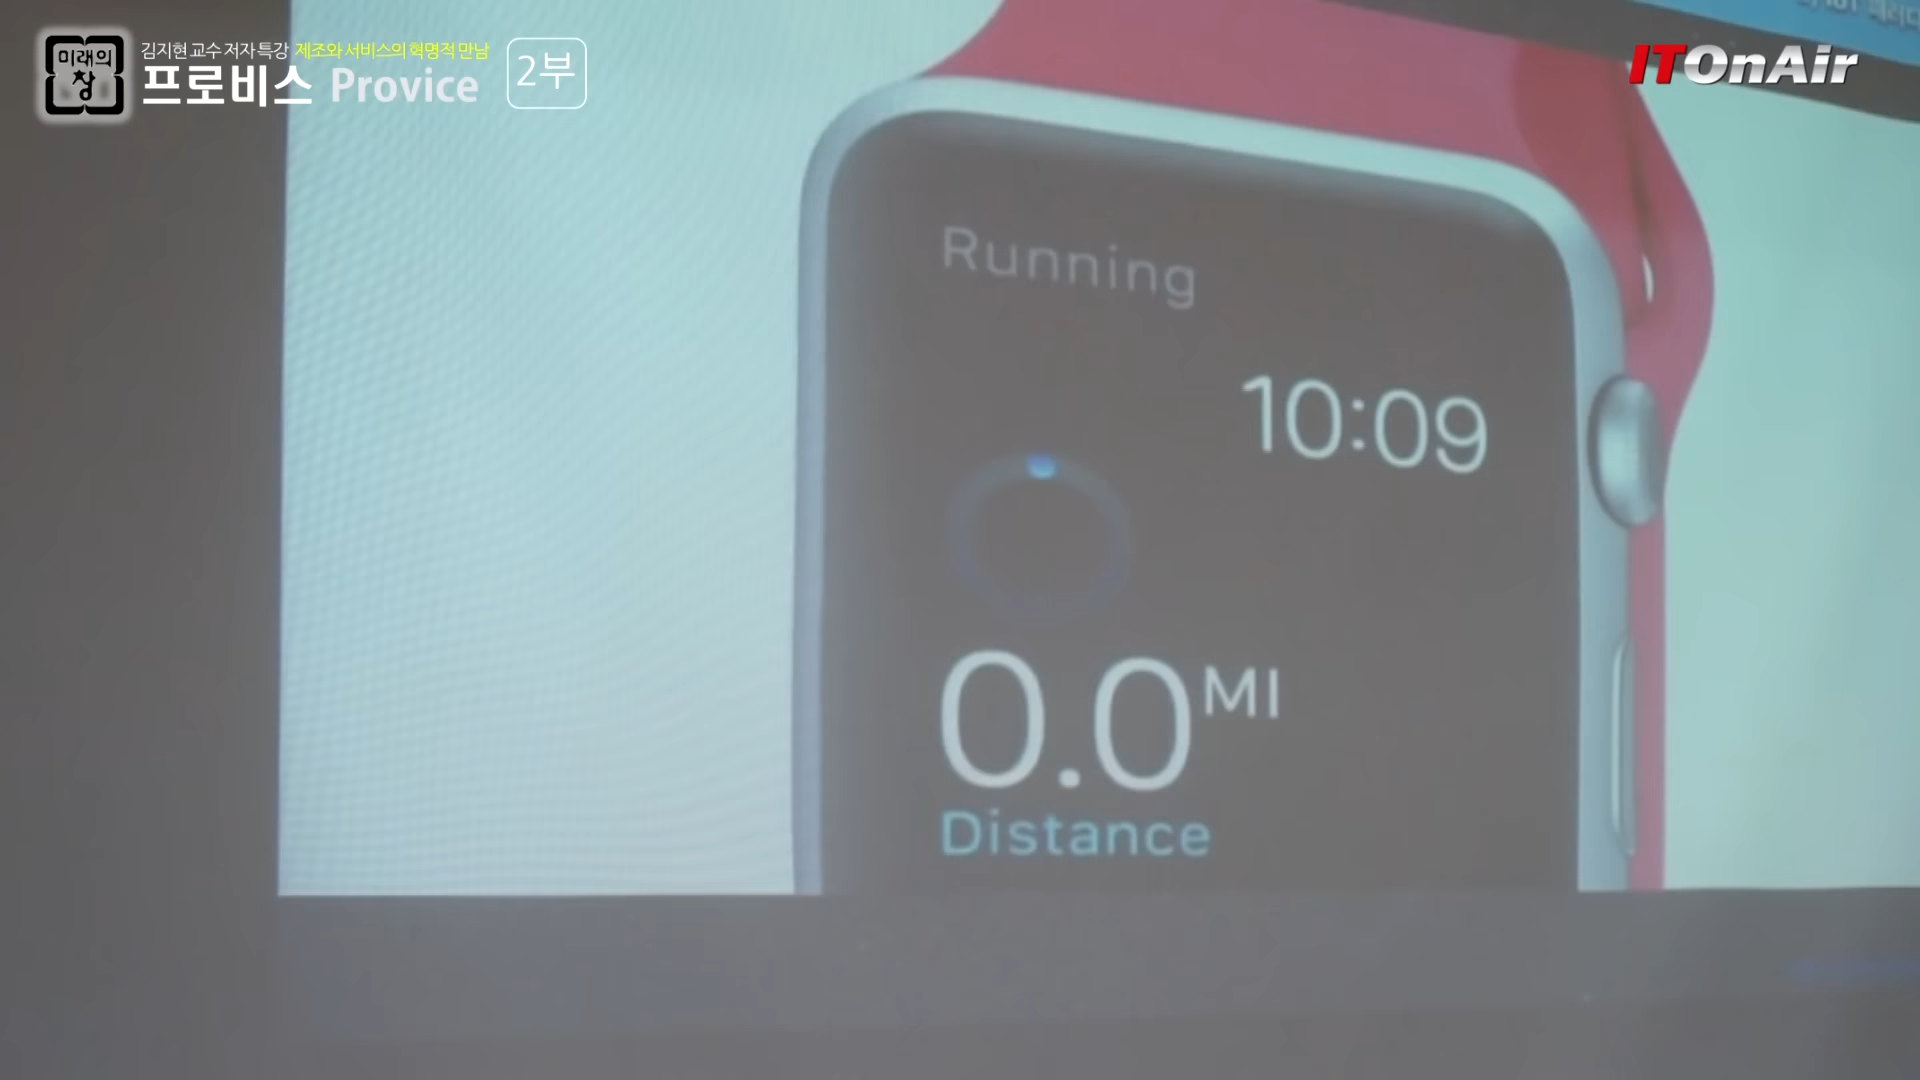 미래의
창
김지현 교수 저자 특강 제조와 서비스의 혁명적 만남
프로비스 Provice
2부
ITOnAir
Running
10:09
0.0 MI
Distance